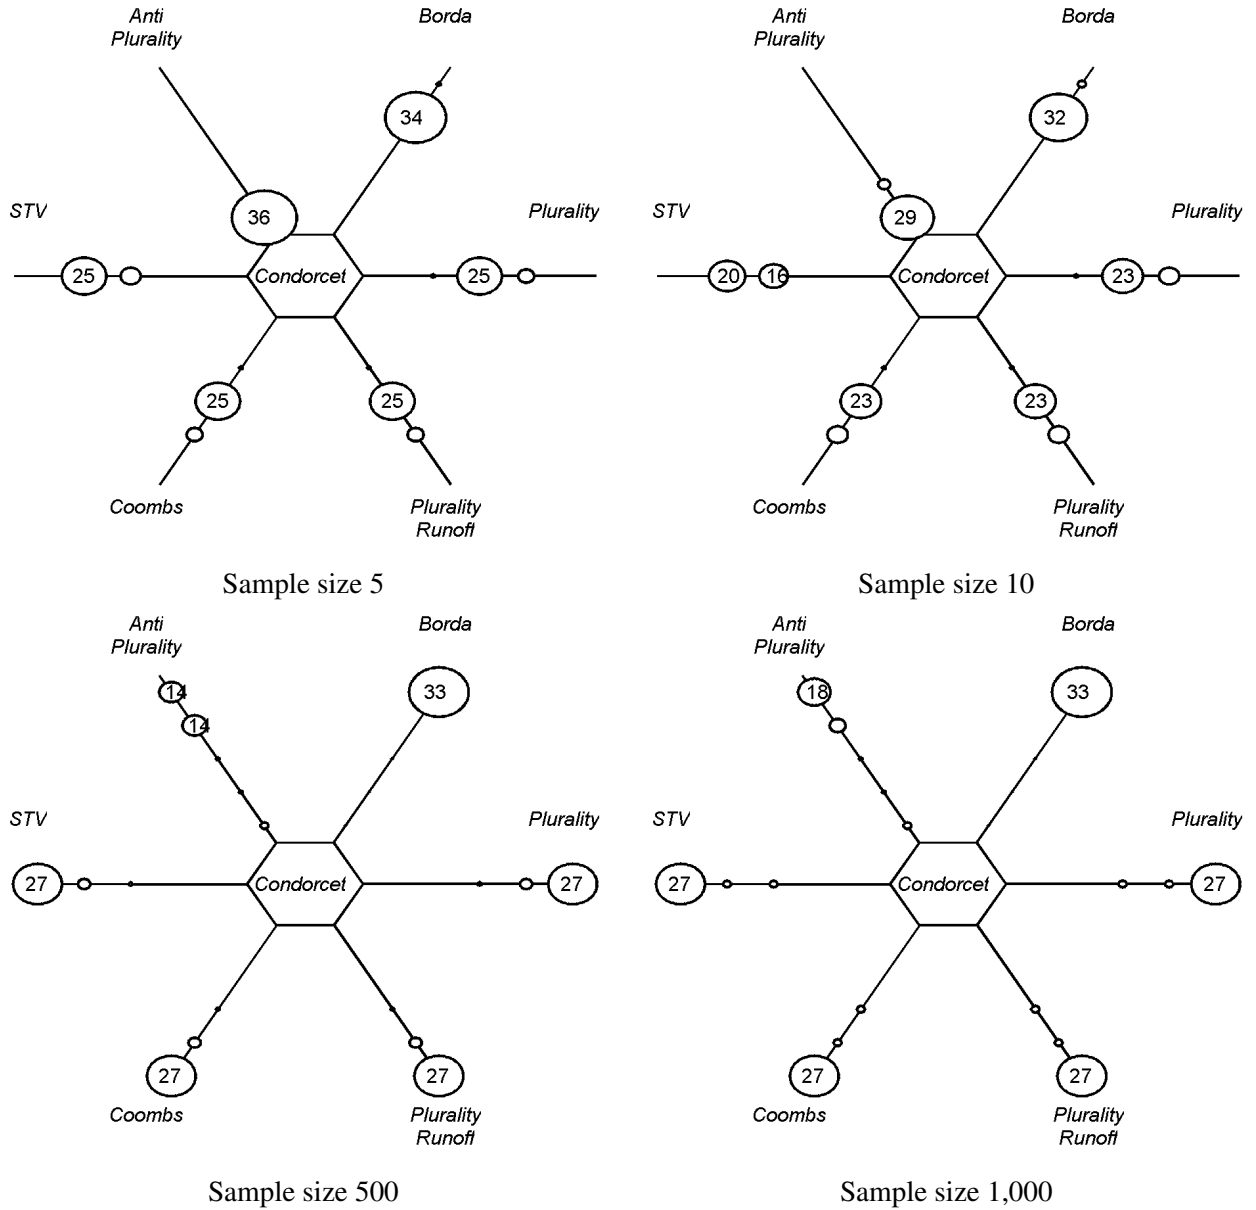 Anti
Plurality
Borda
34
36
STV
Plurality
25
Condorcet
25
25
25
Coombs
Plurality
Runoff
Sample size 5
Anti
Plurality
Borda
32
29
STV
Plurality
20
16
Condorcet
23
23
23
Coombs
Plurality
Runoff
Sample size 10
Anti
Plurality
Borda
14
33
14
STV
Plurality
27
Condorcet
27
27
27
Coombs
Plurality
Runoff
Sample size 500
Anti
Plurality
Borda
18
33
STV
Plurality
27
Condorcet
27
27
27
Coombs
Plurality
Runoff
Sample size 1,000